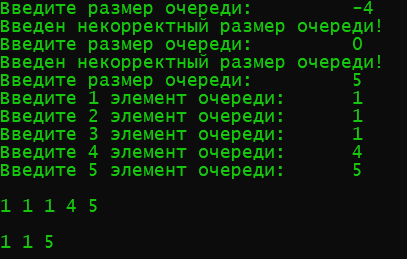 Введите размер очереди: -4
Введен некорректный размер очереди!
Введите размер очереди: 0
Введен некорректный размер очереди!
Введите размер очереди: 5
Введите 1 элемент очереди: 1
Введите 2 элемент очереди: 1
Введите 3 элемент очереди: 1
Введите 4 элемент очереди: 4
Введите 5 элемент очереди: 5
1 1 1 4 5
1 1 5